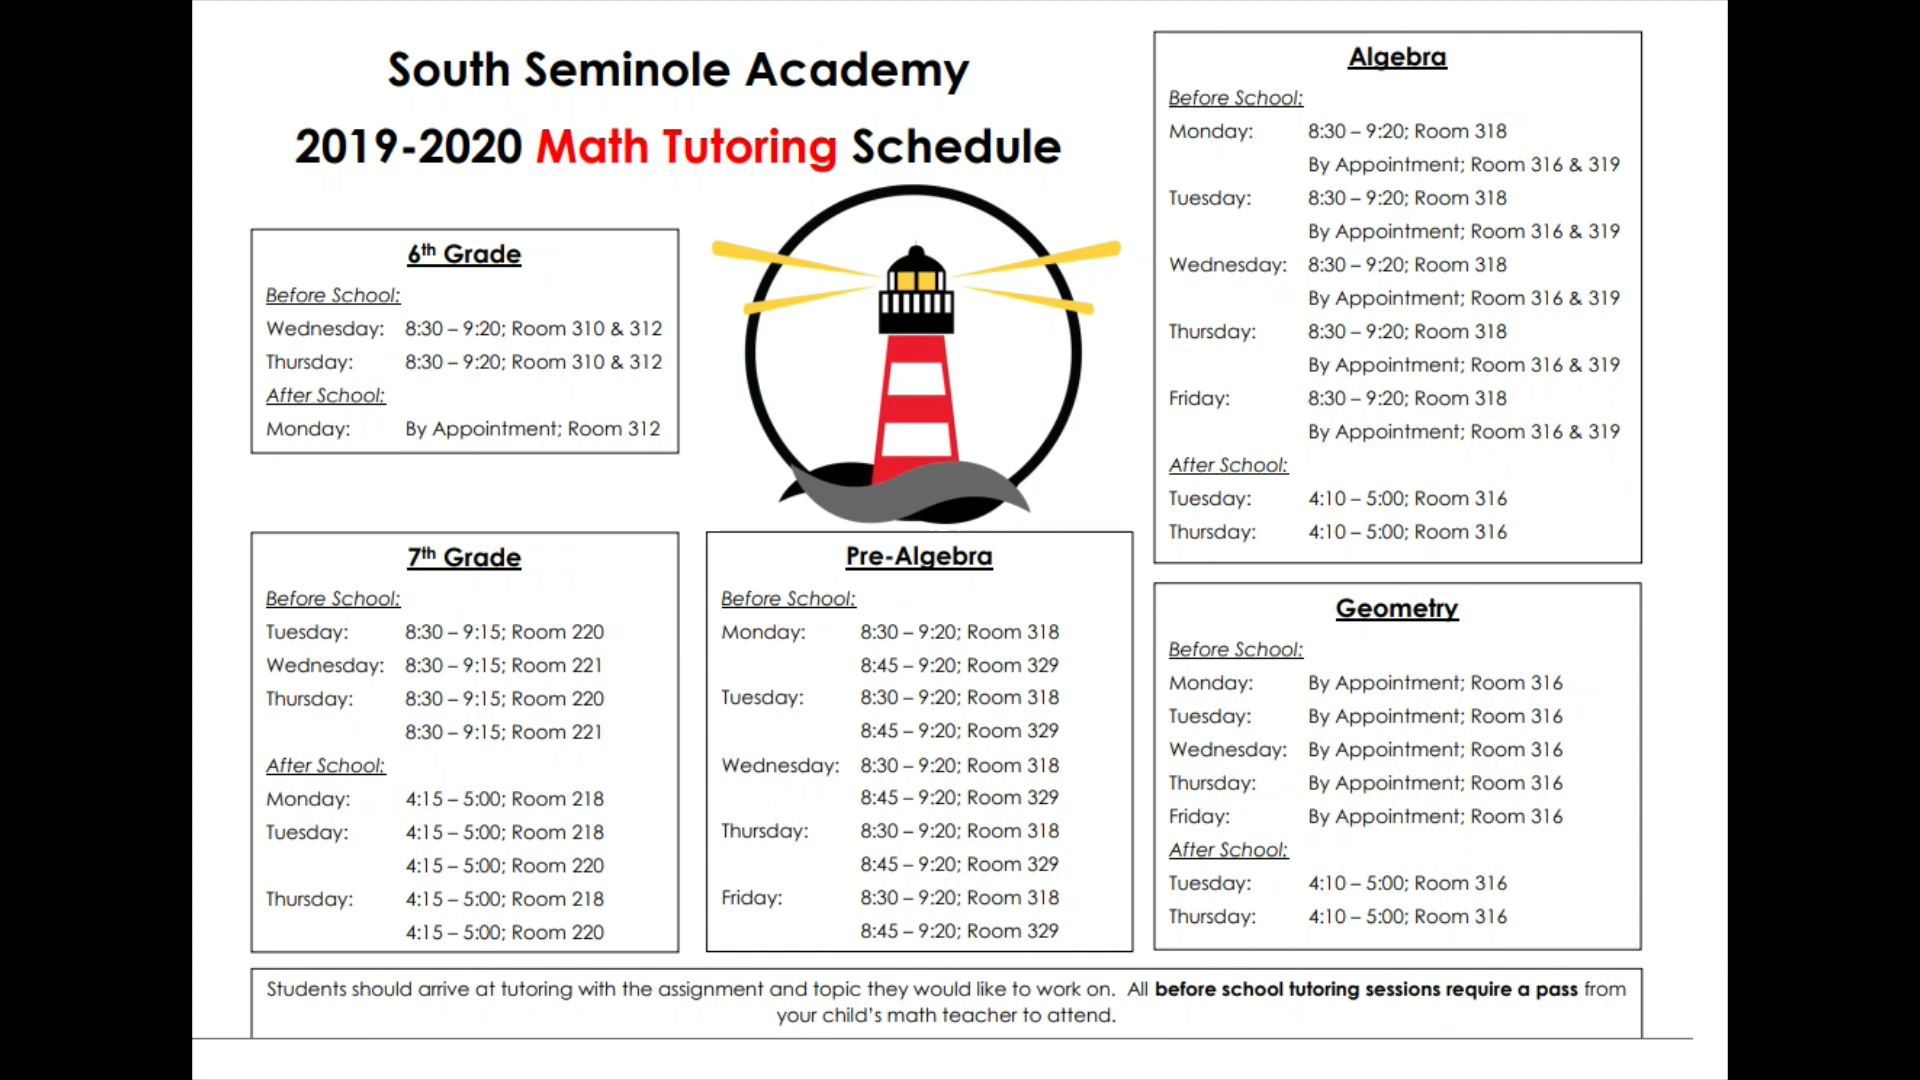 South Seminole Academy
2019-2020 Math Tutoring Schedule
6th Grade
Before School:
Wednesday: 8:30 – 9:20; Room 310 & 312
Thursday: 8:30 – 9:20; Room 310 & 312
After School:
Monday: By Appointment; Room 312
7th Grade
Before School:
Tuesday: 8:30 – 9:15; Room 220
Wednesday: 8:30 – 9:15; Room 221
Thursday: 8:30 – 9:15; Room 220
8:30 – 9:15; Room 221
After School:
Monday: 4:15 – 5:00; Room 218
Tuesday: 4:15 – 5:00; Room 218
4:15 – 5:00; Room 220
Thursday: 4:15 – 5:00; Room 218
4:15 – 5:00; Room 220
Pre-Algebra
Before School:
Monday: 8:30 – 9:20; Room 318
8:45 – 9:20; Room 329
Tuesday: 8:30 – 9:20; Room 318
8:45 – 9:20; Room 329
Wednesday: 8:30 – 9:20; Room 318
8:45 – 9:20; Room 329
Thursday: 8:30 – 9:20; Room 318
8:45 – 9:20; Room 329
Friday: 8:30 – 9:20; Room 318
8:45 – 9:20; Room 329
Algebra
Before School:
Monday: 8:30 – 9:20; Room 318
By Appointment; Room 316 & 319
Tuesday: 8:30 – 9:20; Room 318
By Appointment; Room 316 & 319
Wednesday: 8:30 – 9:20; Room 318
By Appointment; Room 316 & 319
Thursday: 8:30 – 9:20; Room 318
By Appointment; Room 316 & 319
Friday: 8:30 – 9:20; Room 318
By Appointment; Room 316 & 319
After School:
Tuesday: 4:10 – 5:00; Room 316
Thursday: 4:10 – 5:00; Room 316
Geometry
Before School:
Monday: By Appointment; Room 316
Tuesday: By Appointment; Room 316
Wednesday: By Appointment; Room 316
Thursday: By Appointment; Room 316
Friday: By Appointment; Room 316
After School:
Tuesday: 4:10 – 5:00; Room 316
Thursday: 4:10 – 5:00; Room 316
Students should arrive at tutoring with the assignment and topic they would like to work on. All before school tutoring sessions require a pass from
your child's math teacher to attend.